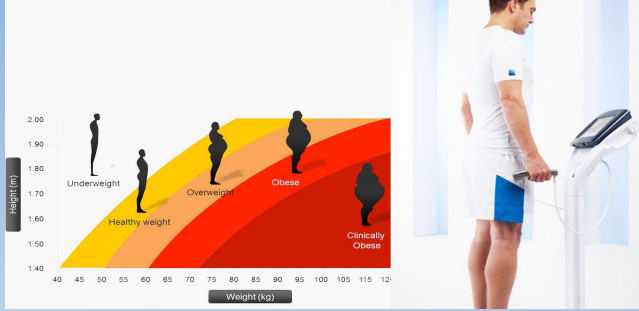 2.00
1.90
1.80
1.70
1.60
1.50
1.40
Height (m)
Underweight
Healthy weight
Overweight
Obese
Clinically
Obese
40 45 50 55 60 65 70 75 80 85 90 95 100 105 115
Weight (kg)